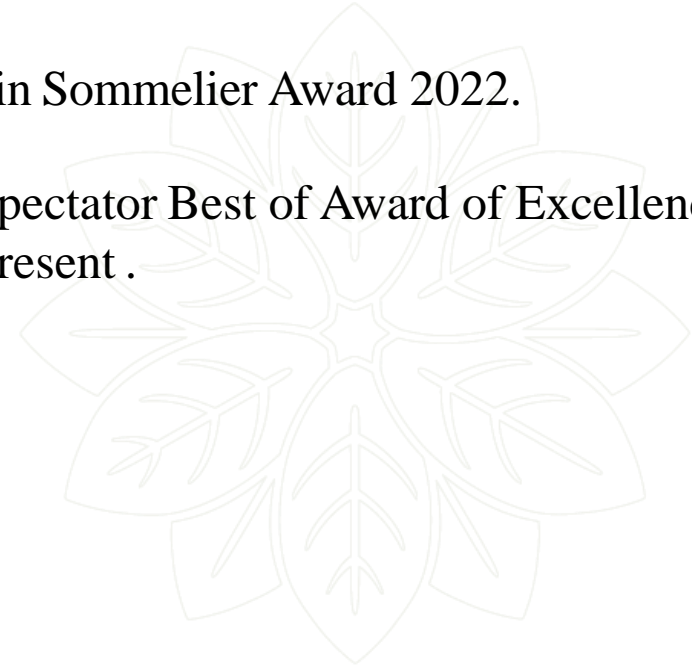 in Sommelier Award 2022.
pectator Best of Award of Excellen
resent .